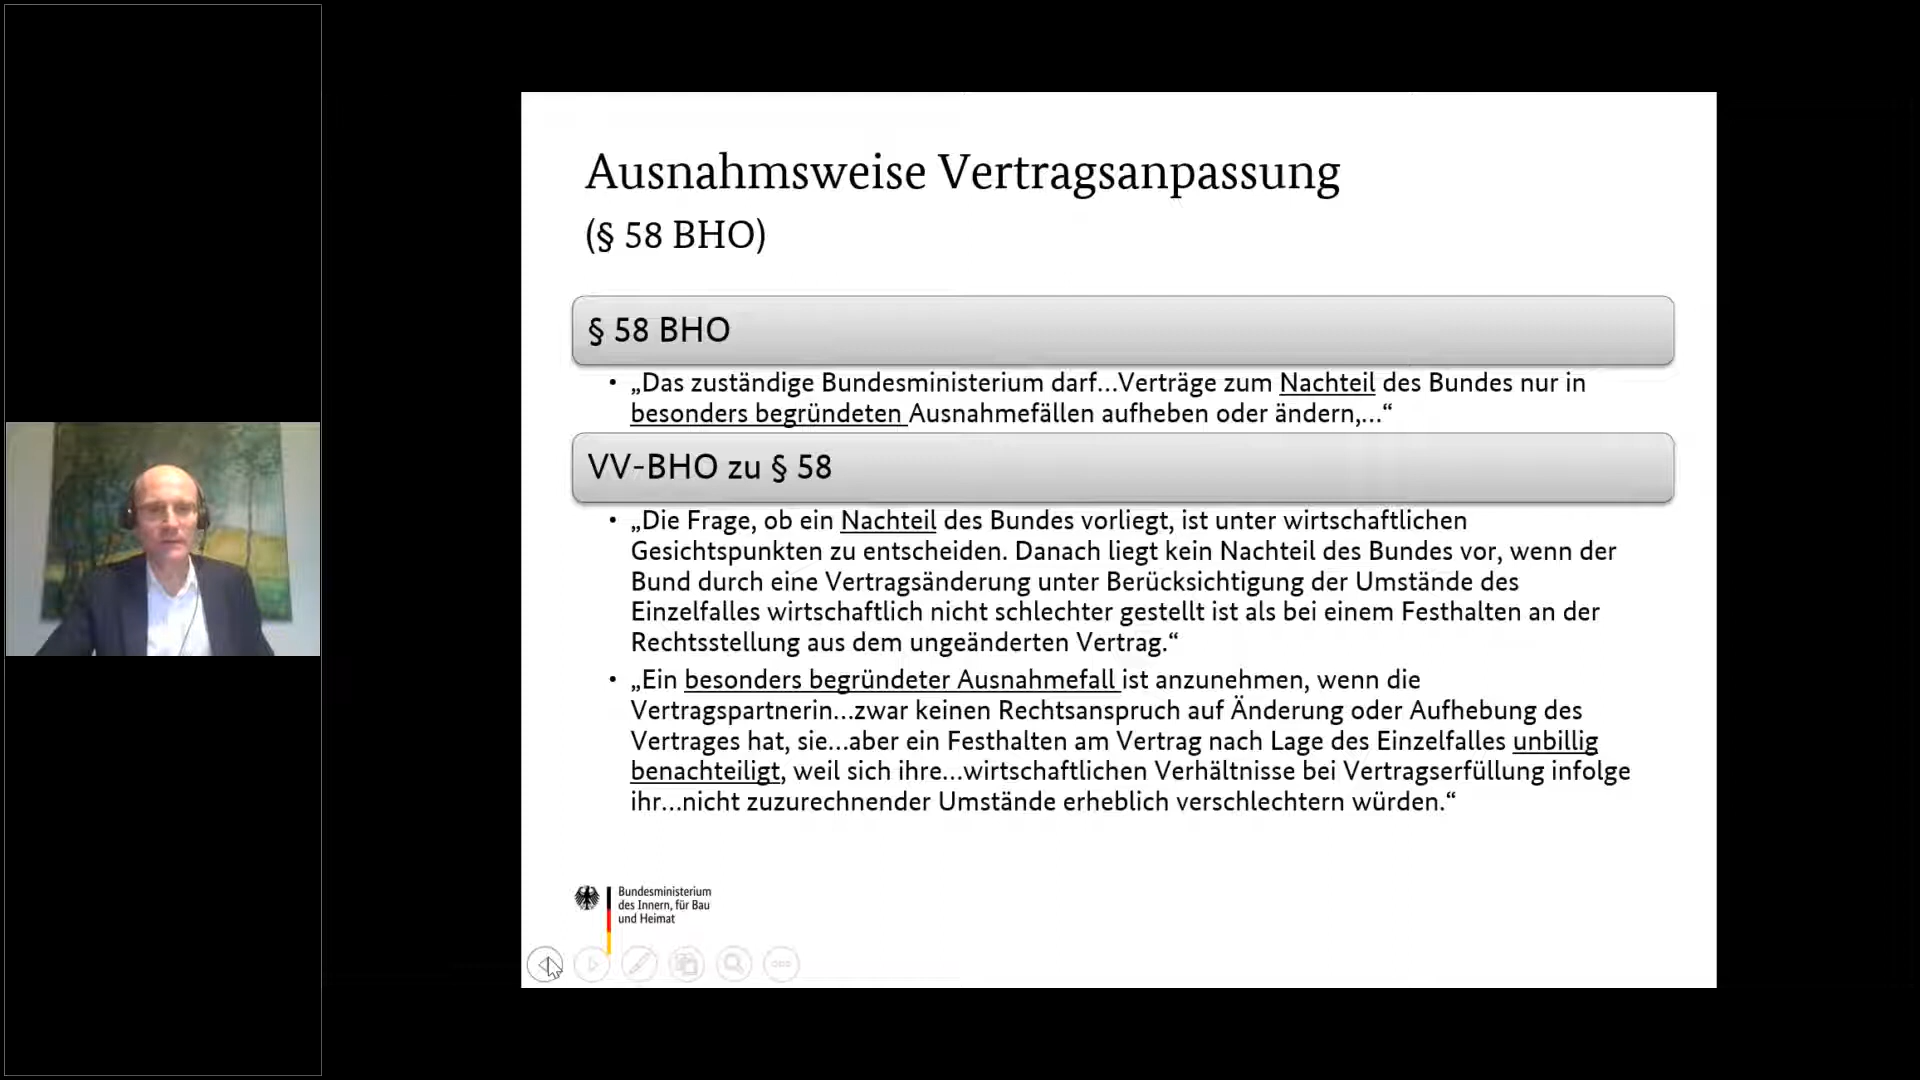 Ausnahmsweise Vertragsanpassung
(§ 58 BHO)
§ 58 BHO
• „Das zuständige Bundesministerium darf...Verträge zum Nachteil des Bundes nur in
besonders begründeten Ausnahmefällen aufheben oder ändern,...“
VV-BHO zu § 58
• „Die Frage, ob ein Nachteil des Bundes vorliegt, ist unter wirtschaftlichen
Gesichtspunkten zu entscheiden. Danach liegt kein Nachteil des Bundes vor, wenn der
Bund durch eine Vertragsänderung unter Berücksichtigung der Umstände des
Einzelfalles wirtschaftlich nicht schlechter gestellt ist als bei einem Festhalten an der
Rechtsstellung aus dem ungeänderten Vertrag.“
• „Ein besonders begründeter Ausnahmefall ist anzunehmen, wenn die
Vertragspartnerin...zwar keinen Rechtsanspruch auf Änderung oder Aufhebung des
Vertrages hat, sie...aber ein Festhalten am Vertrag nach Lage des Einzelfalles unbillig
benachteiligt, weil sich ihre...wirtschaftlichen Verhältnisse bei Vertragserfüllung infolge
ihr...nicht zuzurechnender Umstände erheblich verschlechtern würden.“
Bundesministerium
des Innern, für Bau
und Heimat